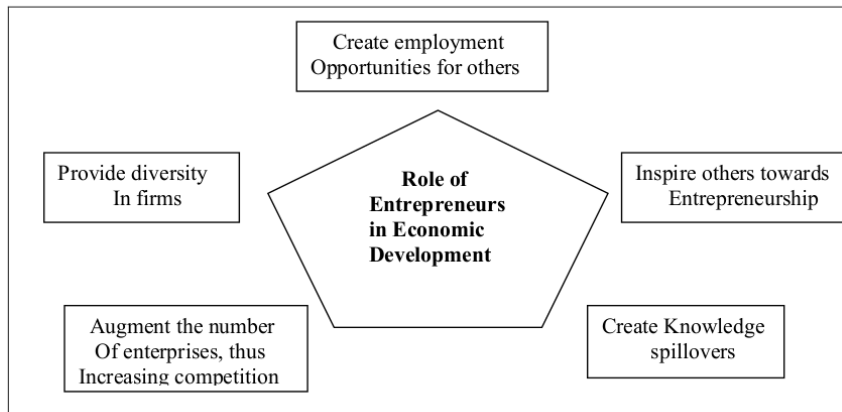 Create employment
Opportunities for others
Provide diversity
In firms
Role of
Entrepreneurs
in Economic
Development
Inspire others towards
Entrepreneurship
Augment the number
Of enterprises, thus
Increasing competition
Create Knowledge
spillovers